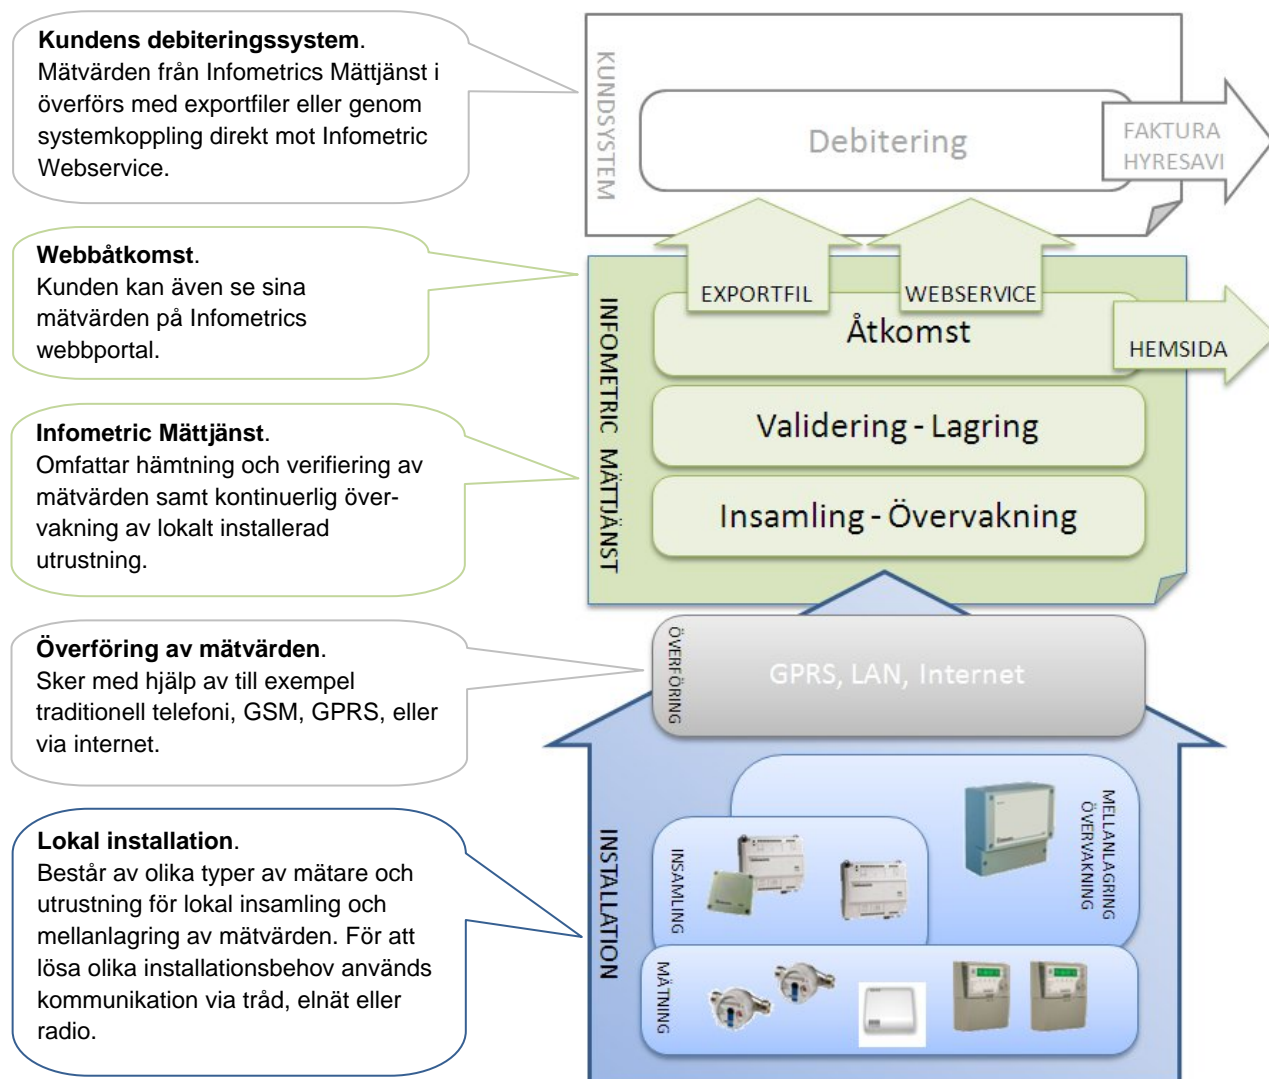 Kundens debiteringssystem.
Mätvärden från Infometrics Mättjänst i
överförs med exportfiler eller genom
systemkoppling direkt mot Infometric
Webservice.
KUNDSYSTEM
Debitering
FAKTURA
HYRESAVI
Webbåtkomst.
Kunden kan även se sina
mätvärden på Infometrics
webbportal.
INFOMETRIC MÄTTJÄNST
EXPORTFIL
WEBSERVICE
Åtkomst
HEMSIDA
Validering - Lagring
Insamling - Övervakning
Infometric Mättjänst.
Omfattar hämtning och verifiering av
mätvärden samt kontinuerlig över-
vakning av lokalt installerad
utrustning.
Överföring av mätvärden.
Sker med hjälp av till exempel
traditionell telefoni, GSM, GPRS, eller
via internet.
ÖVERFÖRING
GPRS, LAN, Internet
Lokal installation.
Består av olika typer av mätare och
utrustning för lokal insamling och
mellanlagring av mätvärden. För att
lösa olika installationsbehov används
kommunikation via tråd, elnät eller
radio.
INSTALLATION
INSAMLING
MELLANLAGRING
ÖVERVAKNING
MÄTNING